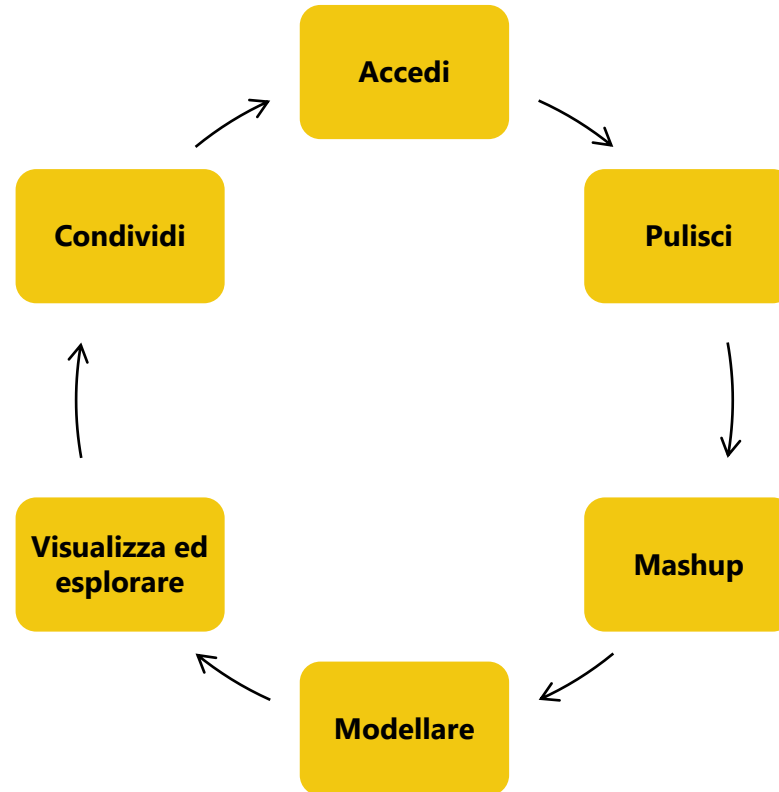 Accedi
Pulisci
Mashup
Modellare
Visualizza ed
esplorare
Condividi